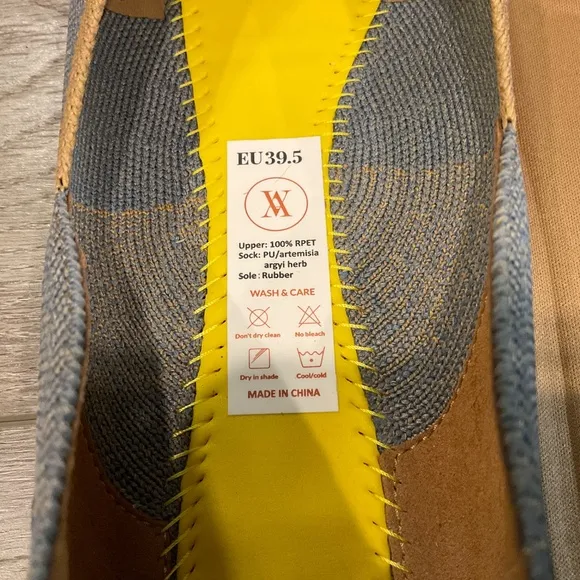 EU39.5
Upper: 100% RPET
Sock: PU/artemisia
argyi herb
Sole: Rubber
WASH & CARE
Don't dry clean
No bleach
Dry in shade
Cool/cold
MADE IN CHINA